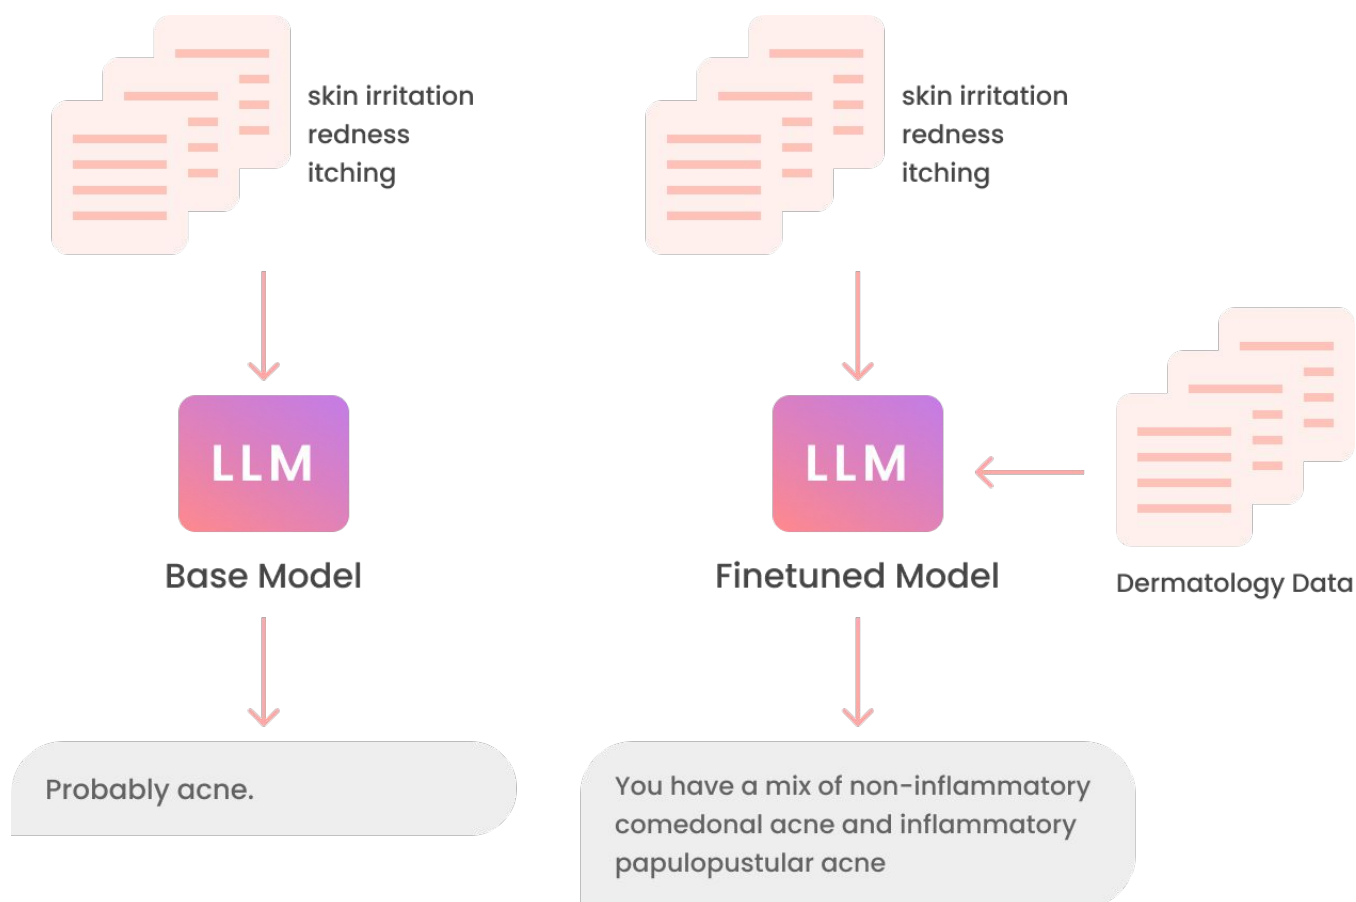 skin irritation
redness
itching
LLM
Base Model
Probably acne.
skin irritation
redness
itching
LLM
Finetuned Model
Dermatology Data
You have a mix of non-inflammatory
comedonal acne and inflammatory
papulopustular acne